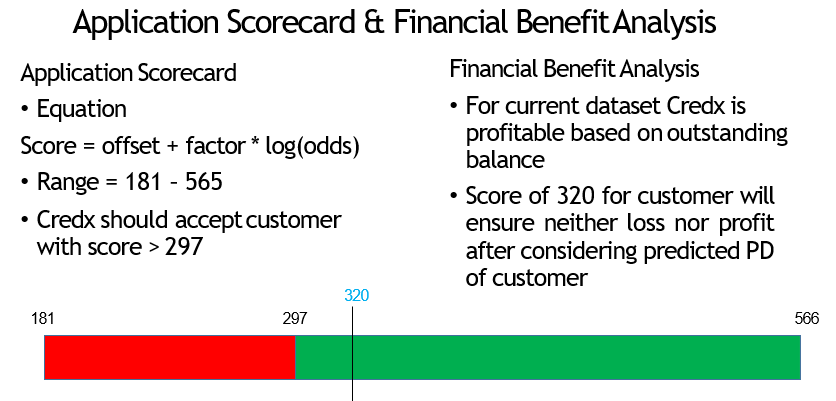 Application Scorecard & Financial Benefit Analysis
Application Scorecard
• Equation
Score = offset + factor * log(odds)
• Range = 181 – 565
• Credx should accept customer
with score > 297
Financial Benefit Analysis
• For current dataset Credx is
profitable based on outstanding
balance
• Score of 320 for customer will
ensure neither loss nor profit
after considering predicted PD
of customer
320
181
297
566